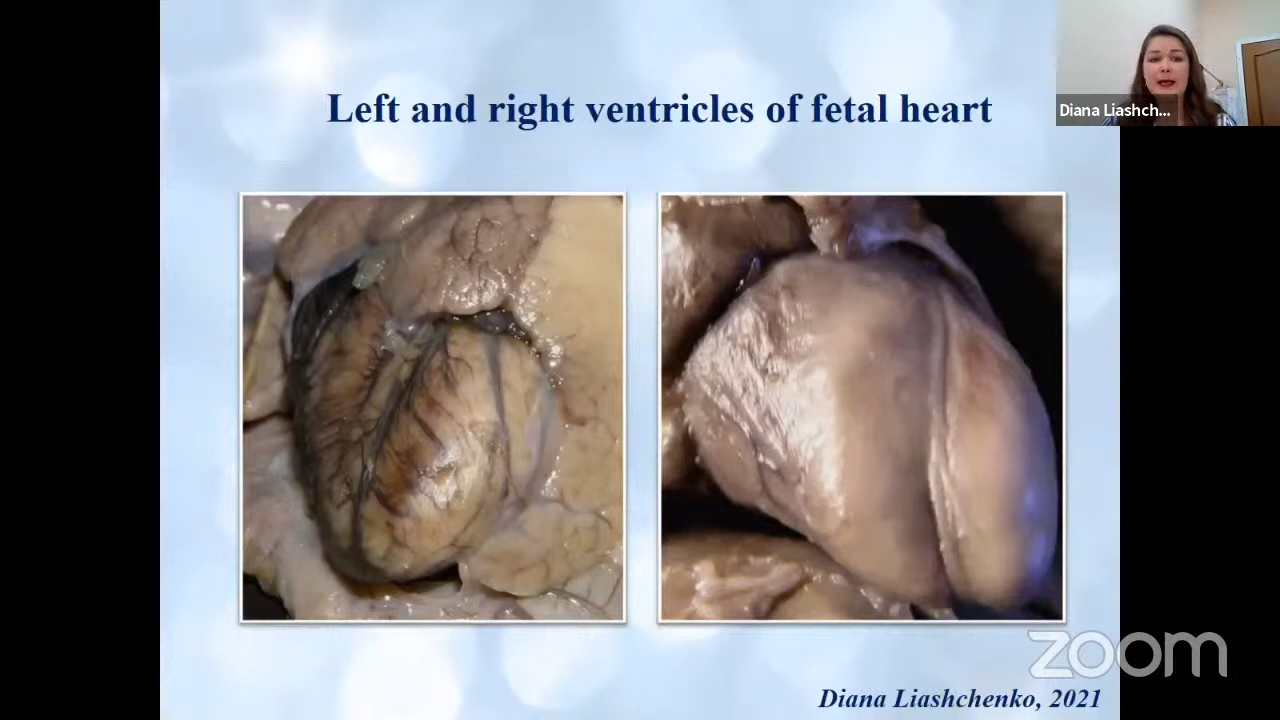 Left and right ventricles of fetal heart
Diana Liashch...
zoom
Diana Liashchenko, 2021